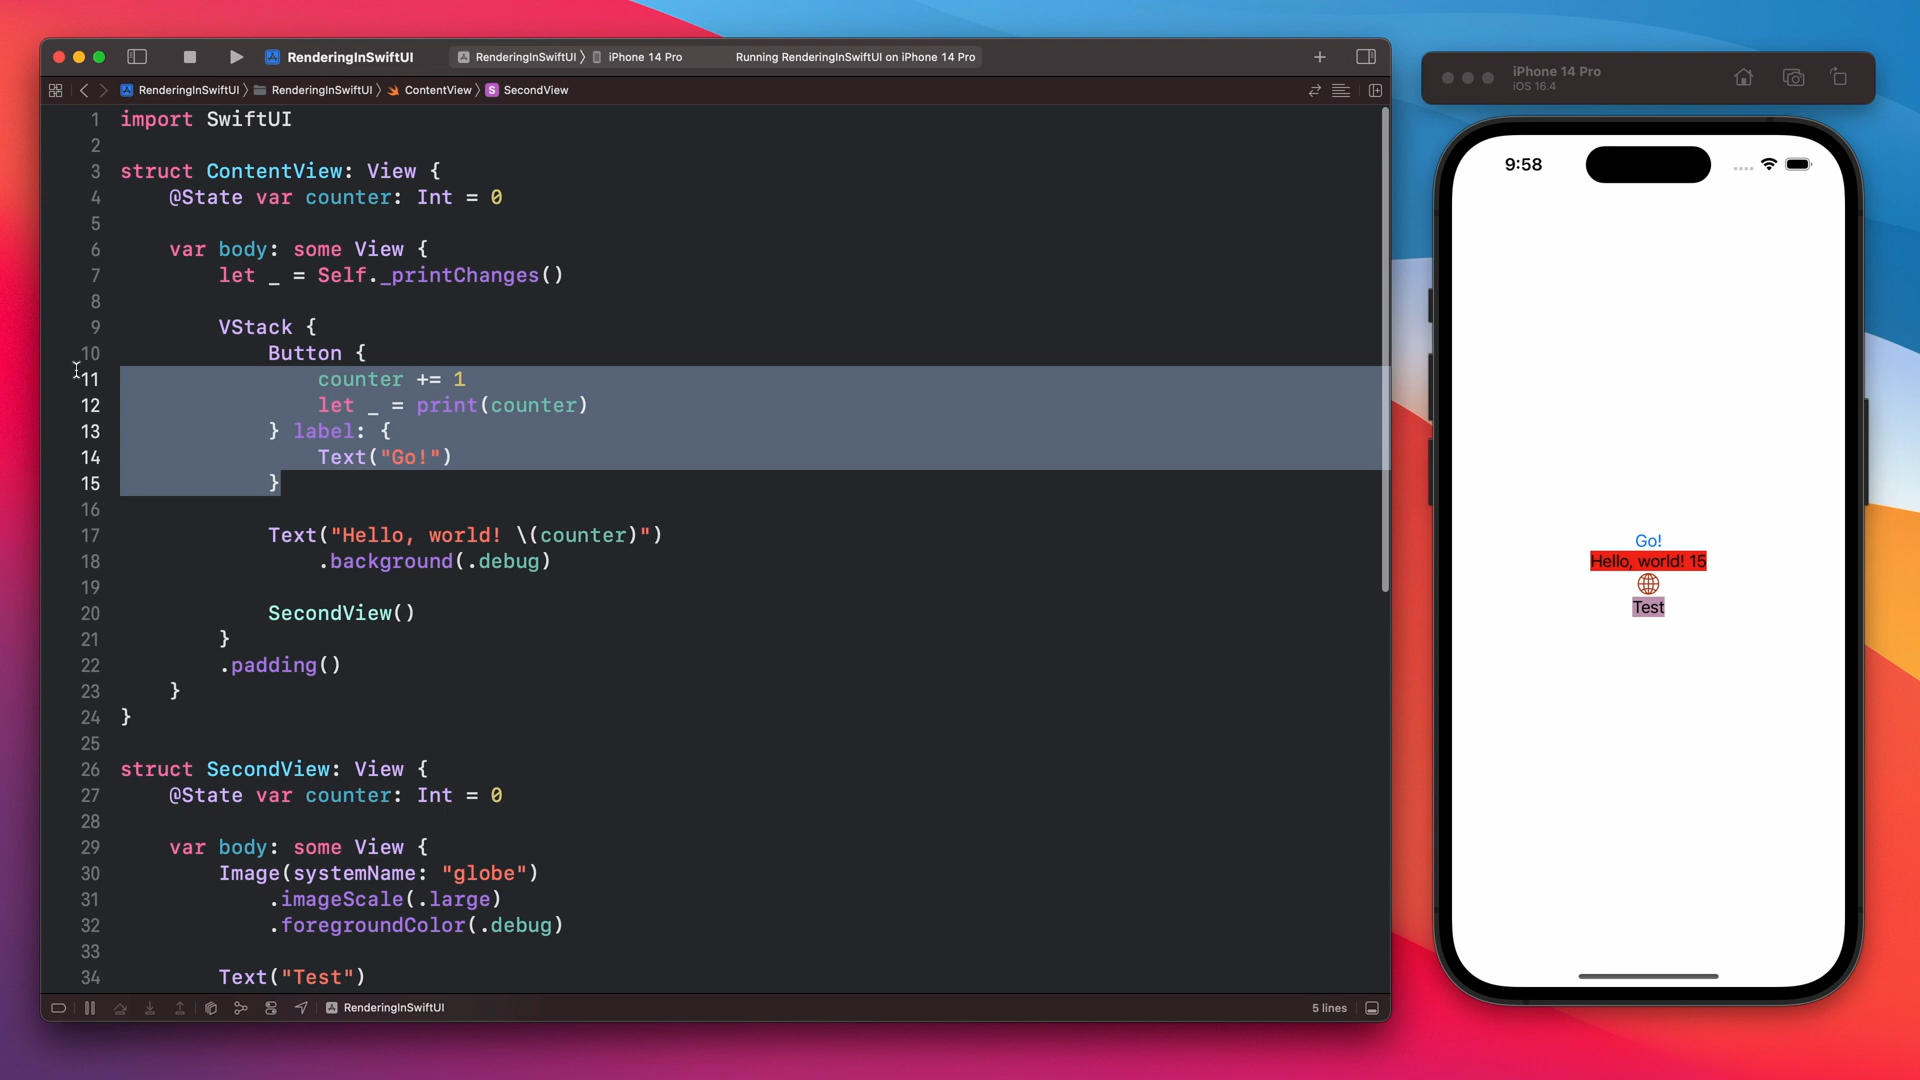 RenderingInSwiftUI
RenderingInSwiftUI 〉 iPhone 14 Pro
Running RenderingInSwiftUI on iPhone 14 Pro
RenderingInSwiftUI 〉 RenderingInSwiftUI 〉 ContentView 〉 S SecondView
1 import SwiftUI
2
3 struct ContentView: View {
4 @State var counter: Int = 0
5
6 var body: some View {
7 let _ = Self._printChanges()
8
9 VStack {
10 Button {
11 counter += 1
12 let _ = print(counter)
13 } label: {
14 Text("Go!")
15 }
16
17 Text("Hello, world! \(counter)")
18 .background(.debug)
19
20 SecondView()
21 }
22 .padding()
23 }
24 }
25
26 struct SecondView: View {
27 @State var counter: Int = 0
28
29 var body: some View {
30 Image(systemName: "globe")
31 .imageScale(.large)
32 .foregroundColor(.debug)
33
34 Text("Test")
RenderingInSwiftUI
5 lines
iPhone 14 Pro
iOS 16.4
9:58
Go!
Hello, world! 15
Test